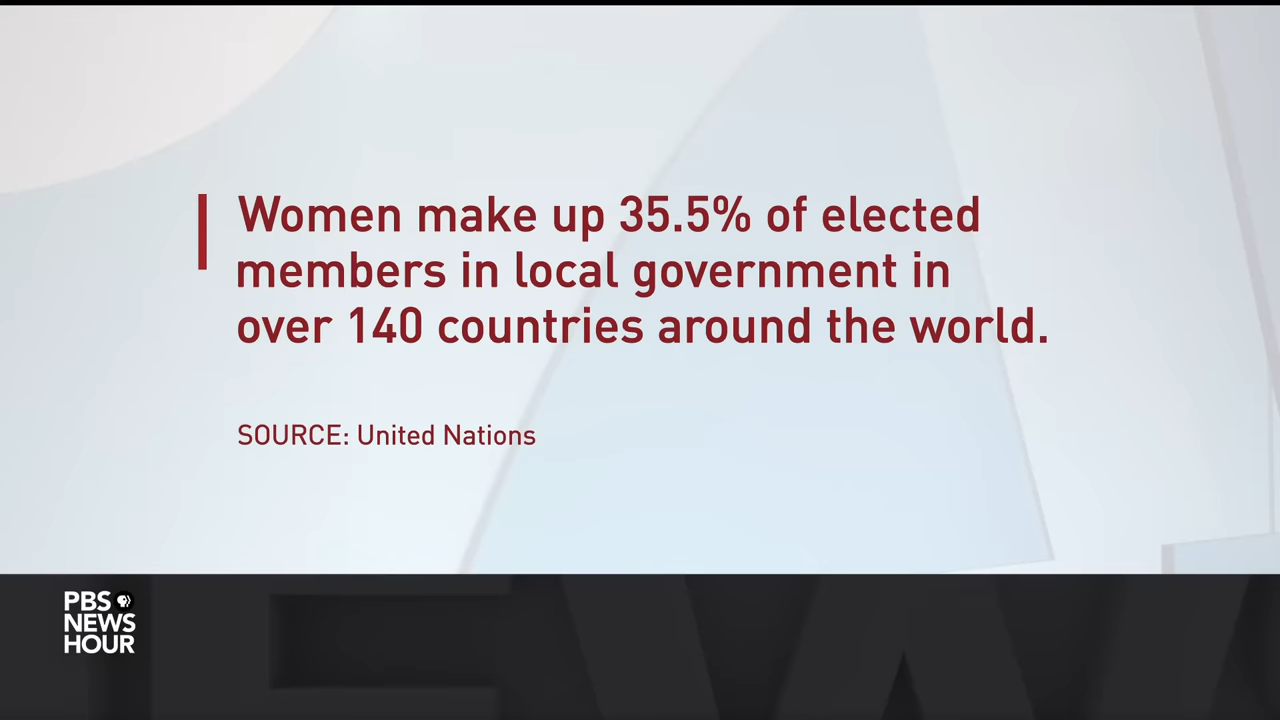 Women make up 35.5% of elected
members in local government in
over 140 countries around the world.
SOURCE: United Nations
PBS
NEWS
HOUR